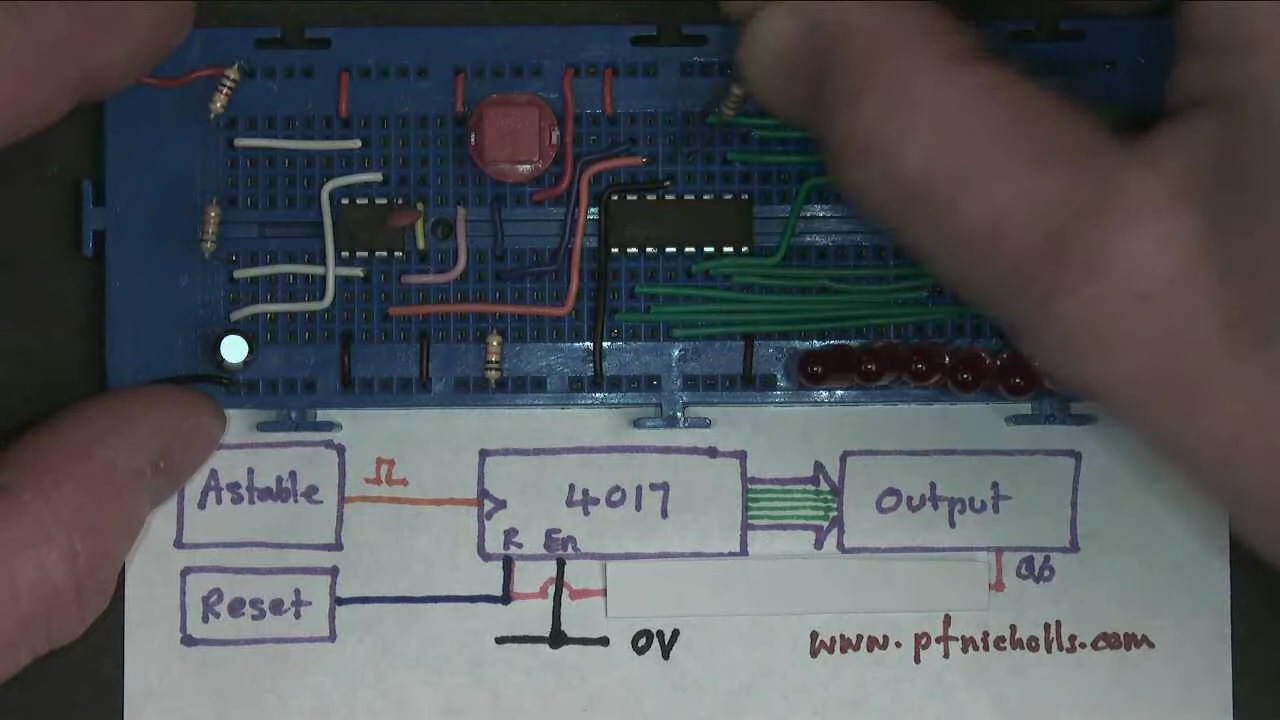 Astable
4017
Output
R En
Q6
Reset
0V
www.pfnicholls.com